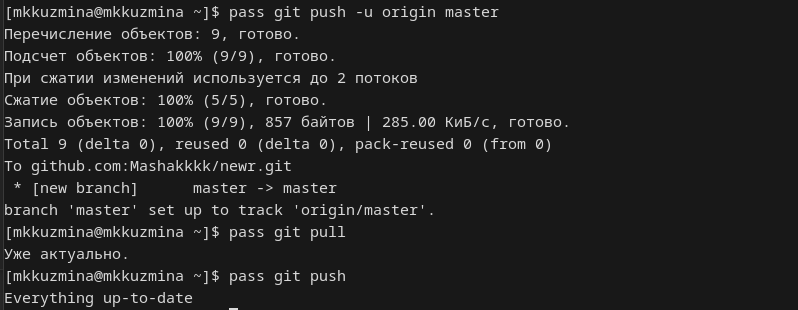 [mkkuzmina@mkkuzmina ~]$ pass git push -u origin master
Перечисление объектов: 9, готово.
Подсчет объектов: 100% (9/9), готово.
При сжатии изменений используется до 2 потоков
Сжатие объектов: 100% (5/5), готово.
Запись объектов: 100% (9/9), 857 байтов | 285.00 КиБ/с, готово.
Total 9 (delta 0), reused 0 (delta 0), pack-reused 0 (from 0)
To github.com:Mashakkkk/newr.git
 * [new branch]      master -> master
branch 'master' set up to track 'origin/master'.
[mkkuzmina@mkkuzmina ~]$ pass git pull
Уже актуально.
[mkkuzmina@mkkuzmina ~]$ pass git push
Everything up-to-date